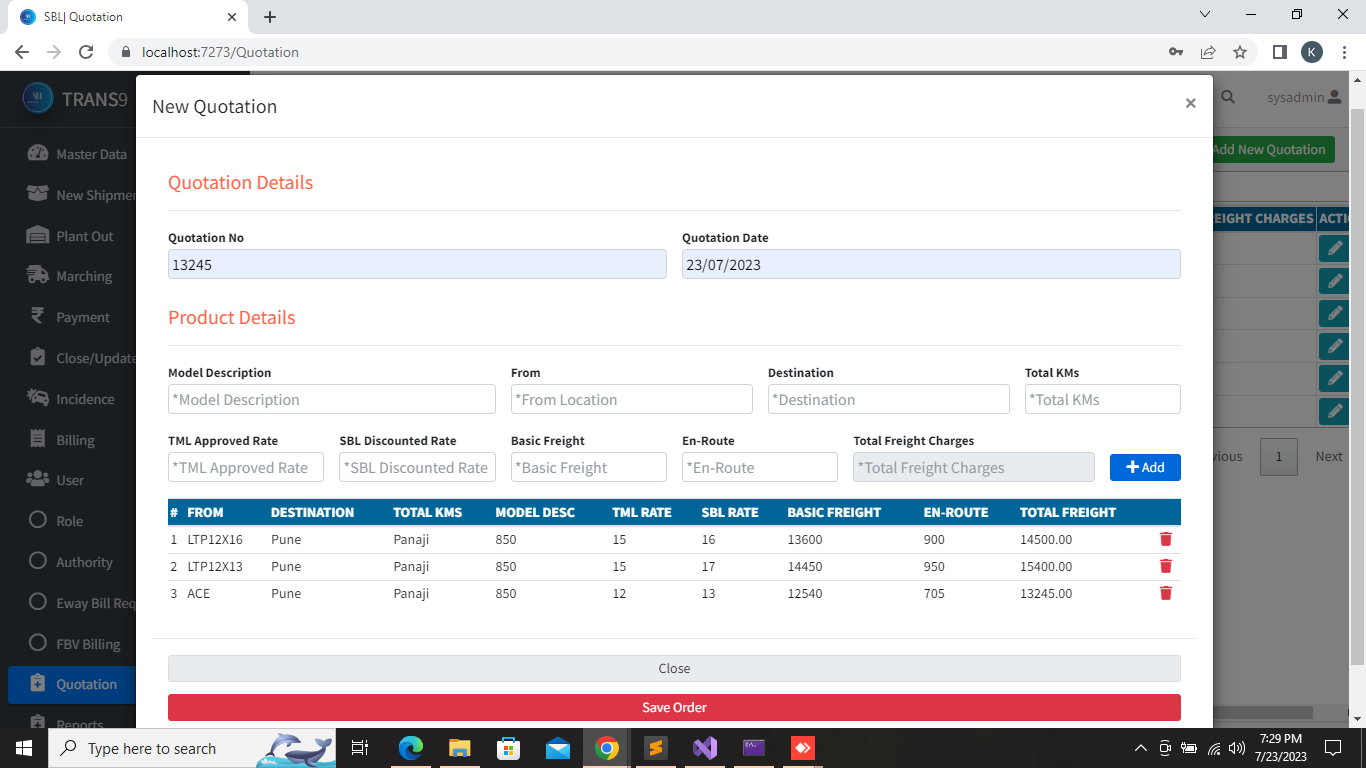 SBL| Quotation
localhost:7273/Quotation
K
TRANS9
New Quotation
×
sysadmin
Master Data
Add New Quotation
Quotation Details
New Shipmen
EIGHT CHARGES ACTI
Plant Out
Quotation No Quotation Date
13245 23/07/2023
Marching
Payment
Product Details
Close/Update
Model Description From Destination Total KMs
*Model Description *From Location *Destination *Total KMs
Incidence
Billing
TML Approved Rate SBL Discounted Rate Basic Freight En-Route Total Freight Charges
vious 1 Next
*TML Approved Rate *SBL Discounted Rate *Basic Freight *En-Route *Total Freight Charges Add
User
# FROM DESTINATION TOTAL KMS MODEL DESC TML RATE SBL RATE BASIC FREIGHT EN-ROUTE TOTAL FREIGHT
Role
1 LTP12X16 Pune Panaji 850 15 16 13600 900 14500.00
Authority
2 LTP12X13 Pune Panaji 850 15 17 14450 950 15400.00
3 ACE Pune Panaji 850 12 13 12540 705 13245.00
Eway Bill Req
FBV Billing
Close
Quotation
Save Order
Reports
Type here to search
7:29 PM
7/23/2023